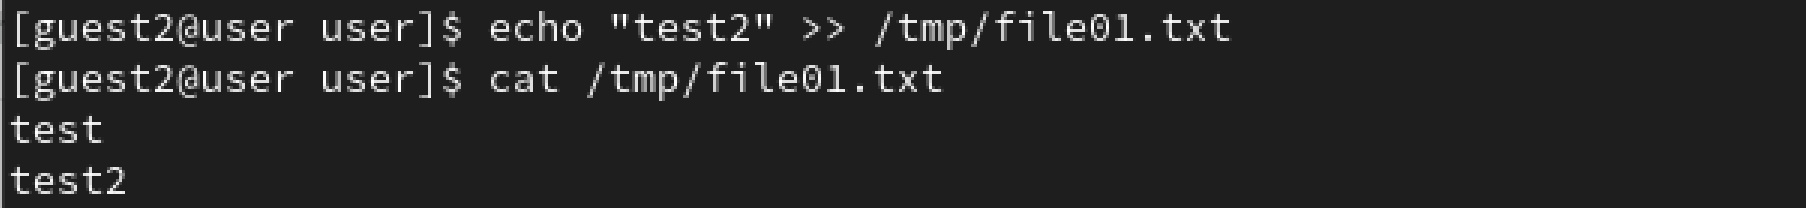 [guest2@user user]$ echo "test2" >> /tmp/file01.txt
[guest2@user user]$ cat /tmp/file01.txt
test
test2